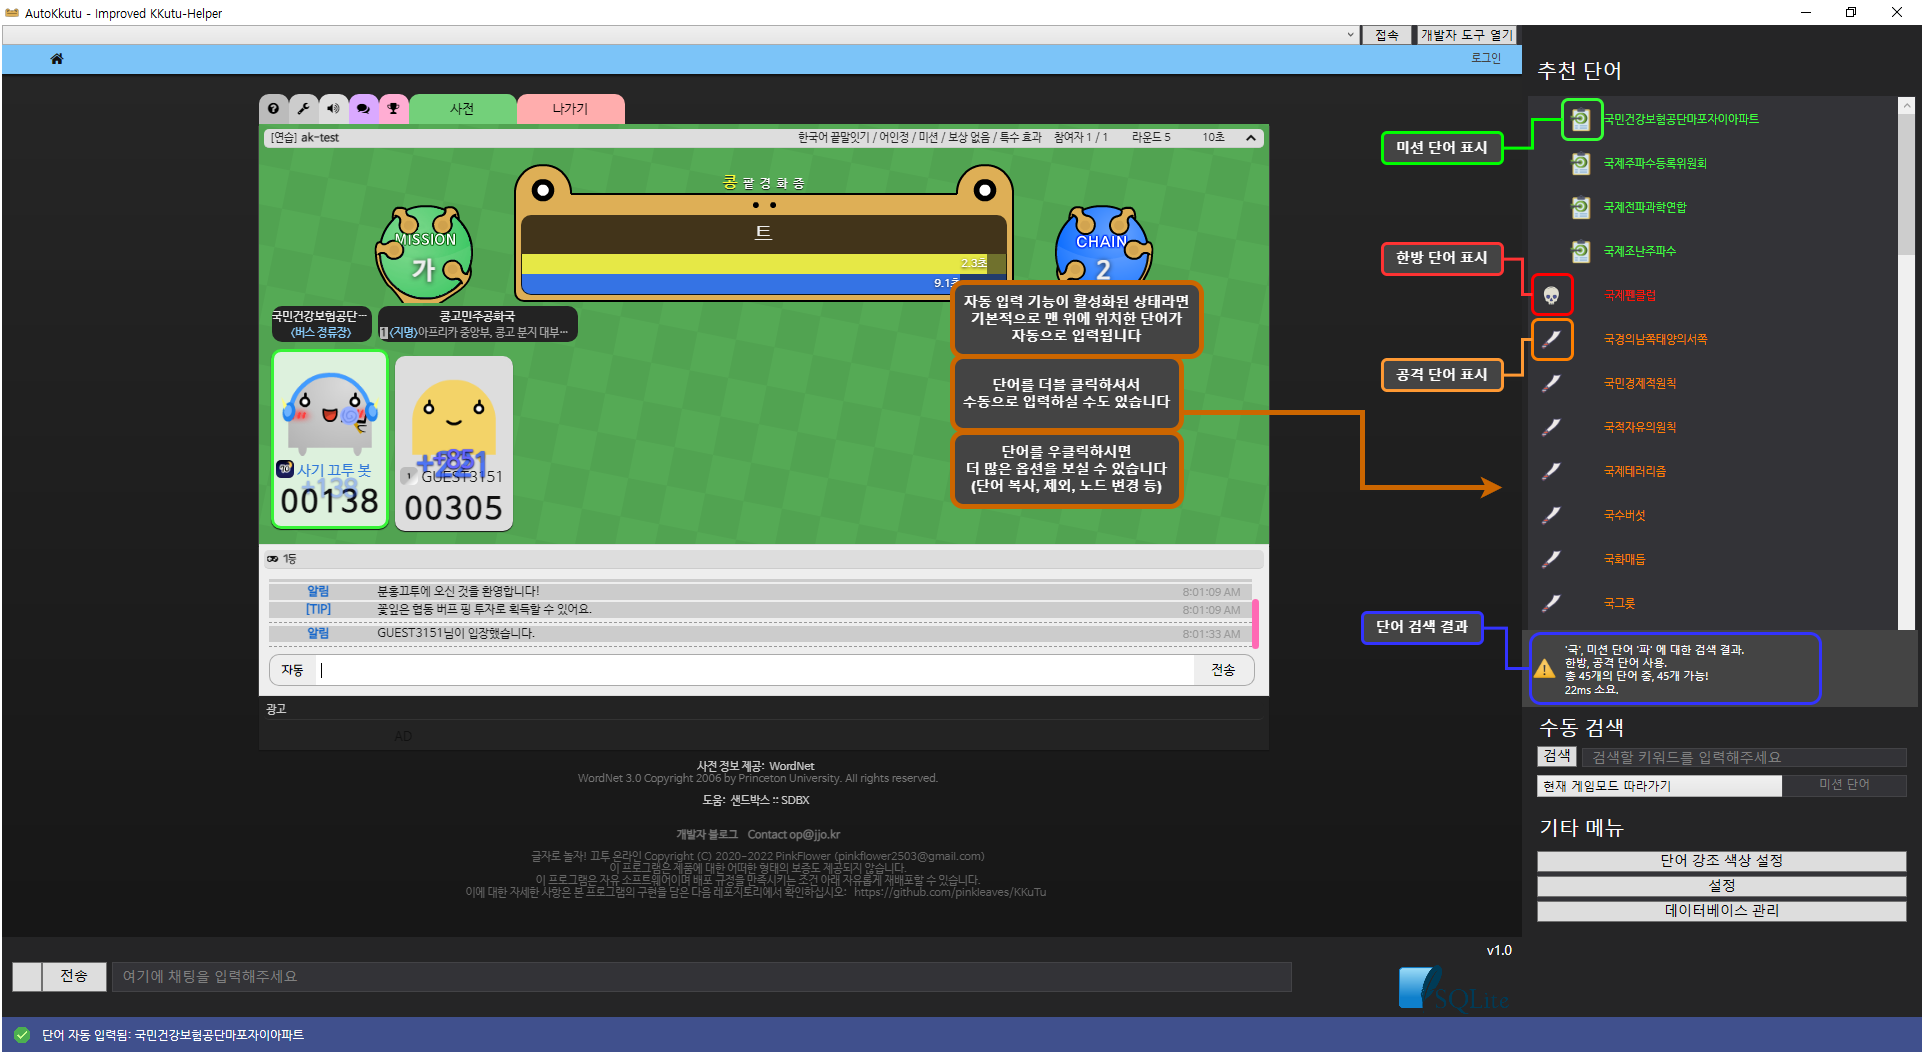 AutoKkutu - Improved KKutu-Helper
접속
개발자 도구 열기
로그인
사전
나가기
[연습] ak-test
한국어 끝말잇기 / 어인정 / 미션 / 보상 없음 / 특수 효과
참여자 1 / 1
라운드 5
10초
콩팥경화증
MISSION
가
트
2.3초
9.1초
CHAIN
2
국민건강보험공단…
<버스 정류장>
콩고민주공화국
1 <지명>아프리카 중앙부, 콩고 분지 대부…
사기 끄투 봇
+138
00138
1 GUEST3151
00305
자동 입력 기능이 활성화된 상태라면
기본적으로 맨 위에 위치한 단어가
자동으로 입력됩니다
단어를 더블 클릭하셔서
수동으로 입력하실 수도 있습니다
단어를 우클릭하시면
더 많은 옵션을 보실 수 있습니다
(단어 복사, 제외, 노드 변경 등)
1등
알림 분홍끄투에 오신 것을 환영합니다! 8:01:09 AM
[TIP] 꽃잎은 협동 버프 핑 투자로 획득할 수 있어요. 8:01:09 AM
알림 GUEST3151님이 입장했습니다. 8:01:33 AM
자동
전송
광고
AD
사전 정보 제공: WordNet
WordNet 3.0 Copyright 2006 by Princeton University. All rights reserved.
도움: 샌드박스 :: SDBX
개발자 블로그 Contact op@jjo.kr
글자로 놀자! 끄투 온라인 Copyright (C) 2020-2022 PinkFlower (pinkflower2503@gmail.com)
이 프로그램은 제품에 대한 어떠한 형태의 보증도 제공되지 않습니다.
이 프로그램은 자유 소프트웨어이며 배포 규정을 만족시키는 조건 아래 자유롭게 재배포할 수 있습니다.
이에 대한 자세한 사항은 본 프로그램의 구현을 담은 다음 레포지토리에서 확인하십시오: https://github.com/pinkleaves/KKuTu
추천 단어
미션 단어 표시
국민건강보험공단마포자이아파트
국제주파수등록위원회
국제전파과학연합
국제조난주파수
한방 단어 표시
국제펜클럽
공격 단어 표시
국경의남쪽태양의서쪽
국민경제적원칙
국적자유의원칙
국제테러리즘
국수버섯
국화매듭
국그릇
단어 검색 결과
'국', 미션 단어 '파' 에 대한 검색 결과.
한방, 공격 단어 사용.
총 45개의 단어 중, 45개 가능!
22ms 소요.
수동 검색
검색
검색할 키워드를 입력해주세요
현재 게임모드 따라가기
미션 단어
기타 메뉴
단어 강조 색상 설정
설정
데이터베이스 관리
v1.0
SQLite
전송
여기에 채팅을 입력해주세요
단어 자동 입력됨: 국민건강보험공단마포자이아파트